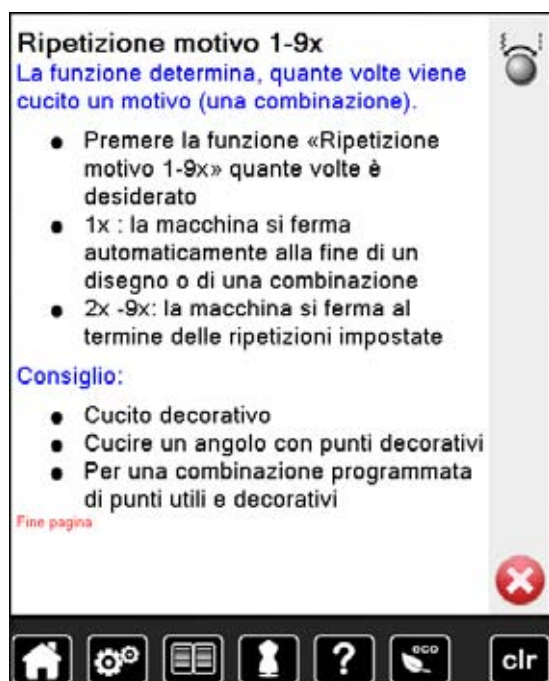 Ripetizione motivo 1-9x
La funzione determina, quante volte viene
cucito un motivo (una combinazione).
● Premere la funzione «Ripetizione
motivo 1-9x» quante volte è
desiderato
● 1x : la macchina si ferma
automaticamente alla fine di un
disegno o di una combinazione
● 2x -9x: la macchina si ferma al
termine delle ripetizioni impostate
Consiglio:
● Cucito decorativo
● Cucire un angolo con punti decorativi
● Per una combinazione programmata
di punti utili e decorativi
Fine pagina
?
eco
clr